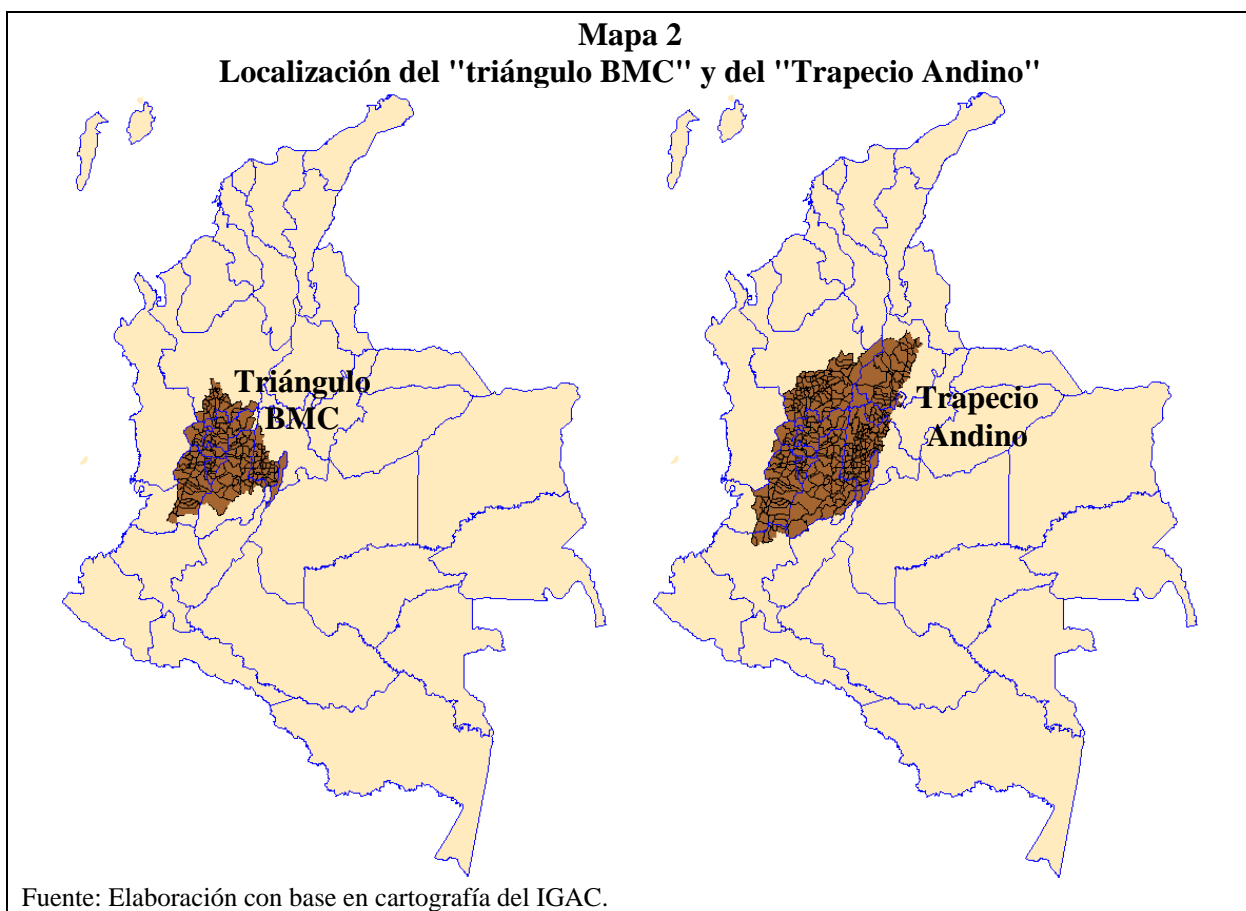 Mapa 2
Localización del "triángulo BMC" y del "Trapecio Andino"
Triángulo
BMC
Trapecio
Andino
Fuente: Elaboración con base en cartografía del IGAC.